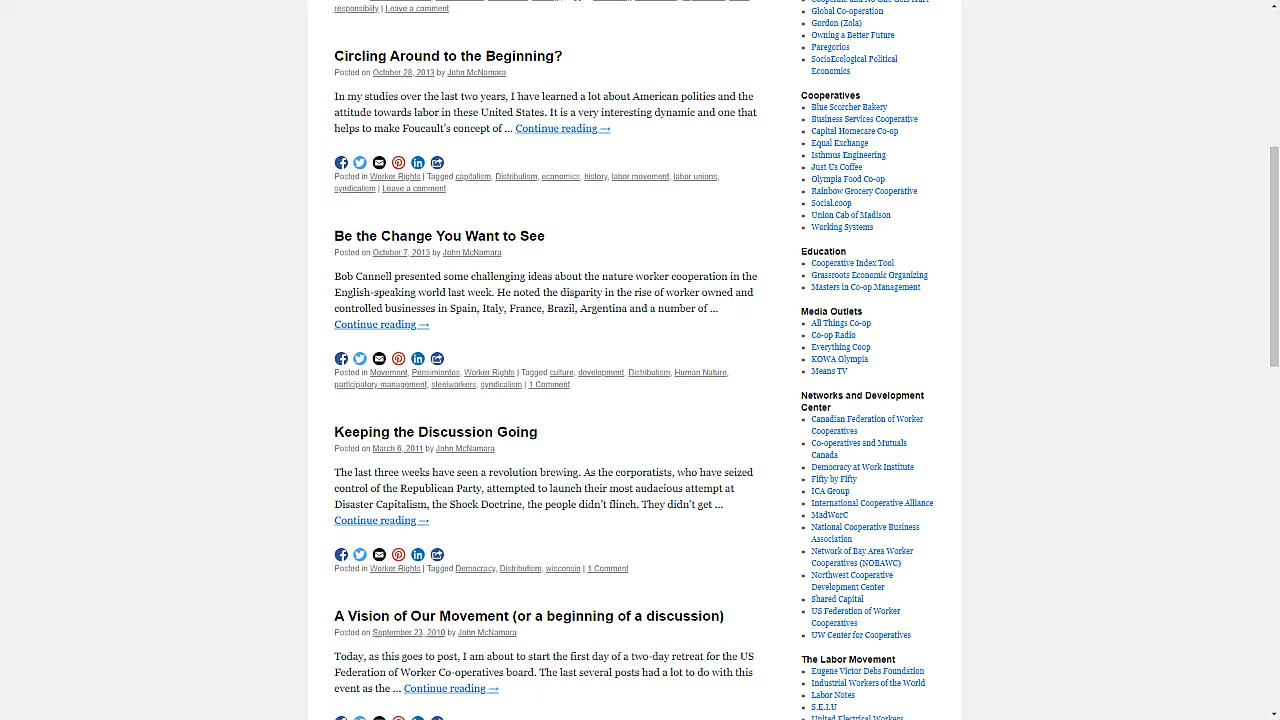 responsibiliy | Leave a comment
Circling Around to the Beginning?
Posted on October 28, 2013 by John McNamara
In my studies over the last two years, I have learned a lot about American politics and the
attitude towards labor in these United States. It is a very interesting dynamic and one that
helps to make Foucault's concept of ... Continue reading →
Posted in Worker Rights | Tagged capitalism, Distributism, economics, history, labor movement, labor unions,
syndicalism | Leave a comment
Be the Change You Want to See
Posted on October 7, 2013 by John McNamara
Bob Cannell presented some challenging ideas about the nature worker cooperation in the
English-speaking world last week. He noted the disparity in the rise of worker owned and
controlled businesses in Spain, Italy, France, Brazil, Argentina and a number of ...
Continue reading →
Posted in Movement, Pensimientos, Worker Rights | Tagged culture, development, Distributism, Human Nature,
participatory management, steelworkers, syndicalism | 1 Comment
Keeping the Discussion Going
Posted on March 6, 2011 by John McNamara
The last three weeks have seen a revolution brewing. As the corporatists, who have seized
control of the Republican Party, attempted to launch their most audacious attempt at
Disaster Capitalism, the Shock Doctrine, the people didn't flinch. They didn't get ...
Continue reading →
Posted in Worker Rights | Tagged Democracy, Distributism, wisconsin | 1 Comment
A Vision of Our Movement (or a beginning of a discussion)
Posted on September 23, 2010 by John McNamara
Today, as this goes to post, I am about to start the first day of a two-day retreat for the US
Federation of Worker Co-operatives board. The last several posts had a lot to do with this
event as the ... Continue reading →
Global Co-operation
Gordon (Zola)
Owning a Better Future
Paregorios
SocioEcological Political
Economics
Cooperatives
Blue Scorcher Bakery
Business Services Cooperative
Capital Homecare Co-op
Equal Exchange
Isthmus Engineering
Just Us Coffee
Olympia Food Co-op
Rainbow Grocery Cooperative
Social.coop
Union Cab of Madison
Working Systems
Education
Cooperative Index Tool
Grassroots Economic Organizing
Masters in Co-op Management
Media Outlets
All Things Co-op
Co-op Radio
Everything Coop
KOWA Olympia
Means TV
Networks and Development
Center
Canadian Federation of Worker
Cooperatives
Co-operatives and Mutuals
Canada
Democracy at Work Institute
Fifty by Fifty
ICA Group
International Cooperative Alliance
MadWorC
National Cooperative Business
Association
Network of Bay Area Worker
Cooperatives (NOBAWC)
Northwest Cooperative
Development Center
Shared Capital
US Federation of Worker
Cooperatives
UW Center for Cooperatives
The Labor Movement
Eugene Victor Debs Foundation
Industrial Workers of the World
Labor Notes
S.E.I.U
United Electrical Workers